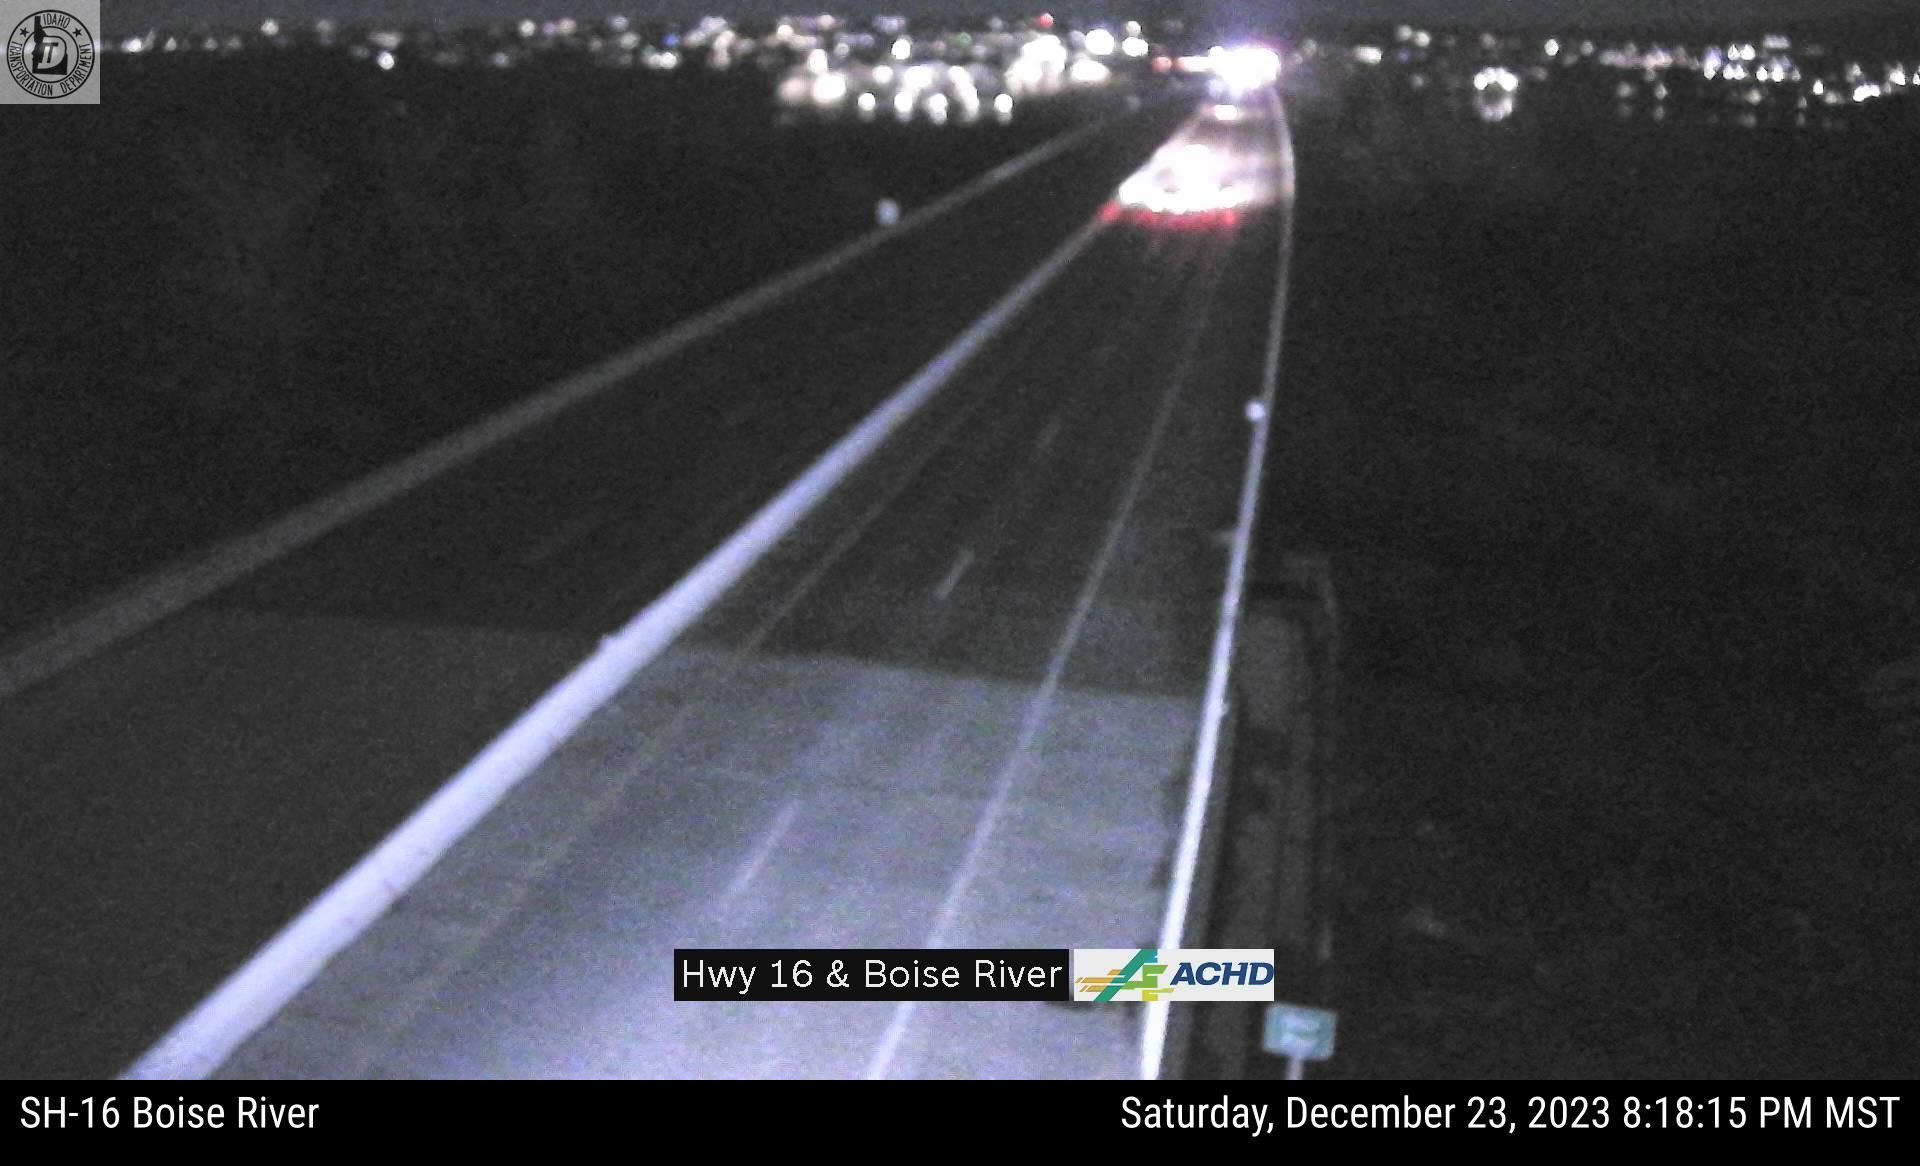 IDAHO
TRANSPORTATION DEPARTMENT
Hwy 16 & Boise River
ACHD
SH-16 Boise River
Saturday, December 23, 2023 8:18:15 PM MST